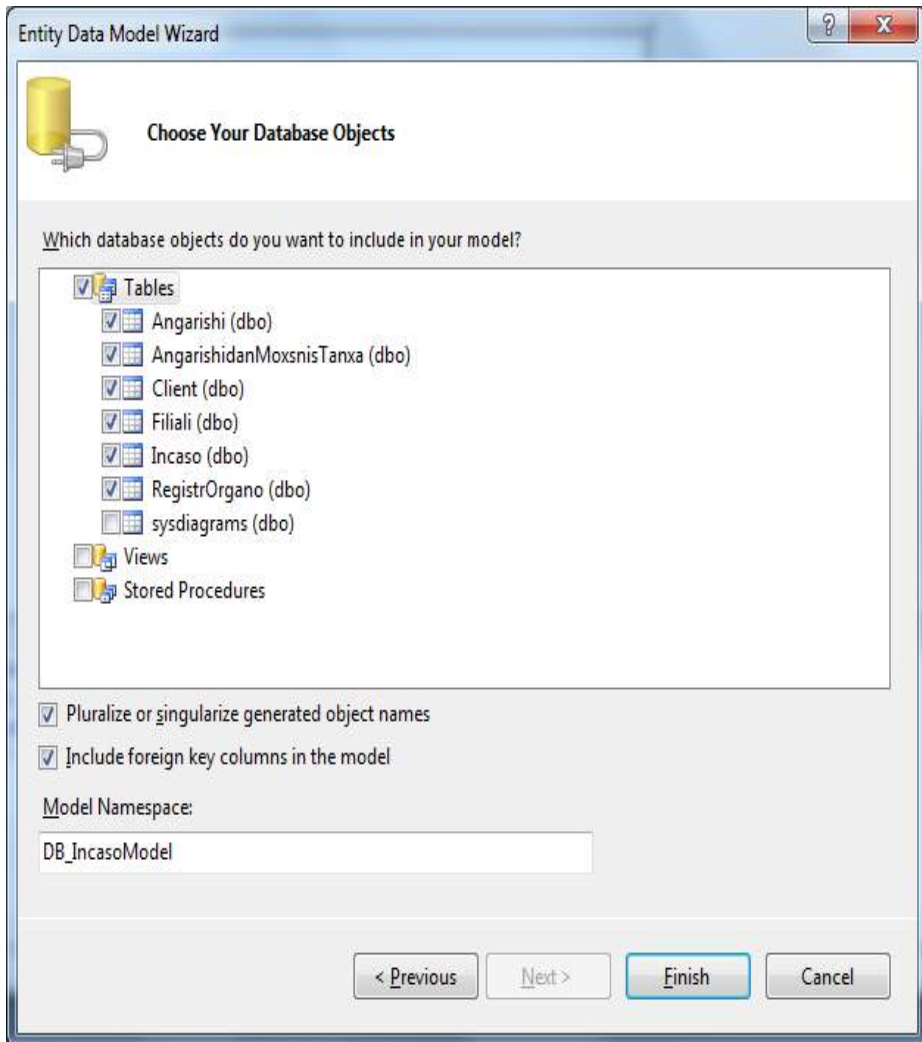 Entity Data Model Wizard
Choose Your Database Objects
Which database objects do you want to include in your model?
Tables
Angarishi (dbo)
AngarishidanMoxsnisTanxa (dbo)
Client (dbo)
Filiali (dbo)
Incaso (dbo)
RegistrOrgano (dbo)
sysdiagrams (dbo)
Views
Stored Procedures
Pluralize or singularize generated object names
Include foreign key columns in the model
Model Namespace:
DB_IncasoModel
< Previous Next > Finish Cancel